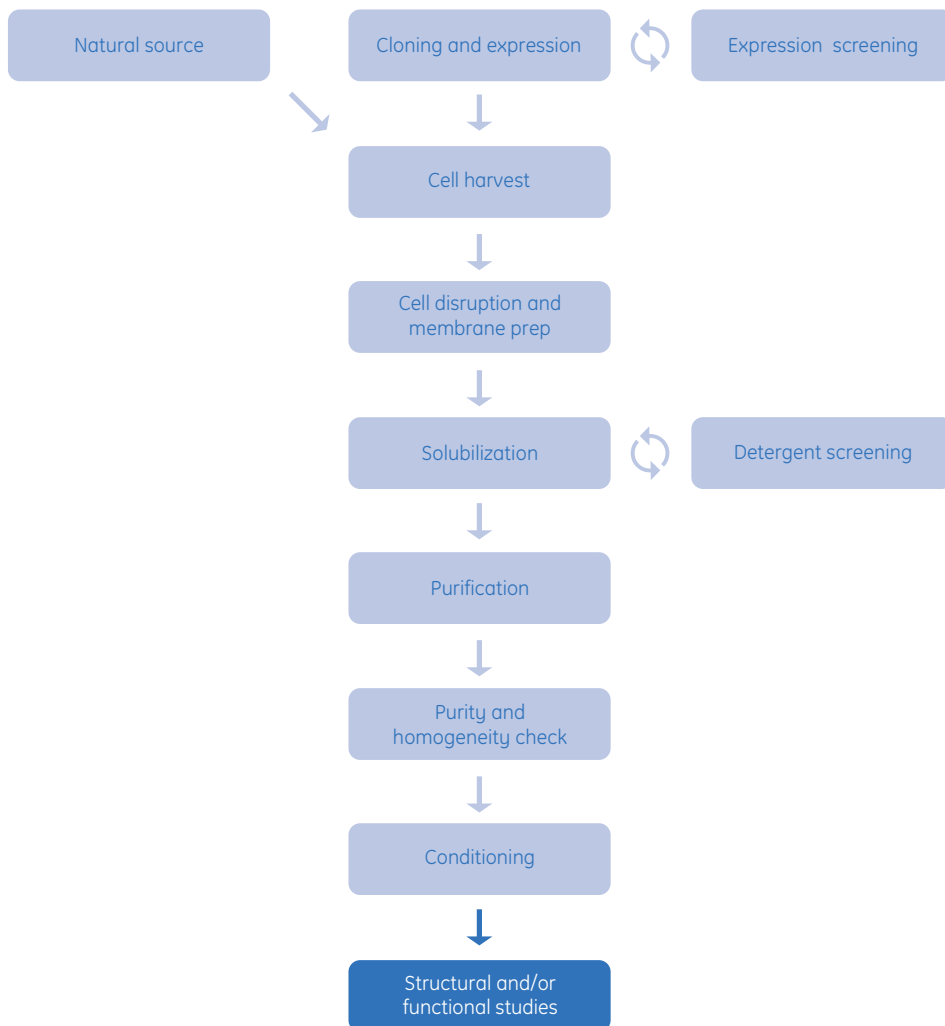 Natural source
Cloning and expression
Expression screening
Cell harvest
Cell disruption and
membrane prep
Solubilization
Detergent screening
Purification
Purity and
homogeneity check
Conditioning
Structural and/or
functional studies